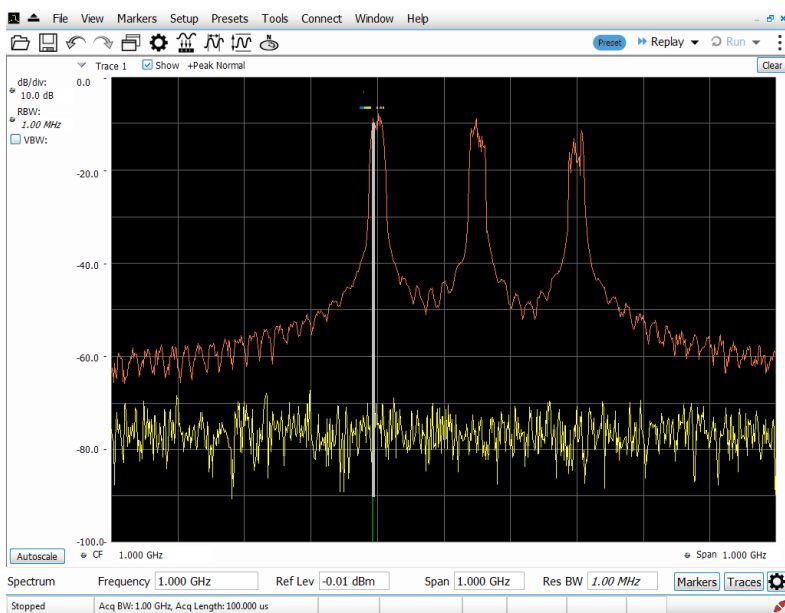 File View Markers Setup Presets Tools Connect Window Help
Preset Replay Run
Trace 1 Show +Peak Normal Clear
dB/div:
10.0 dB
RBW:
1.00 MHz
VBW:
0.0
-20.0
-40.0
-60.0
-80.0
-100.0
Autoscale CF 1.000 GHz Span 1.000 GHz
Spectrum Frequency 1.000 GHz Ref Lev -0.01 dBm Span 1.000 GHz Res BW 1.00 MHz Markers Traces
Stopped Acq BW: 1.00 GHz, Acq Length: 100.000 us